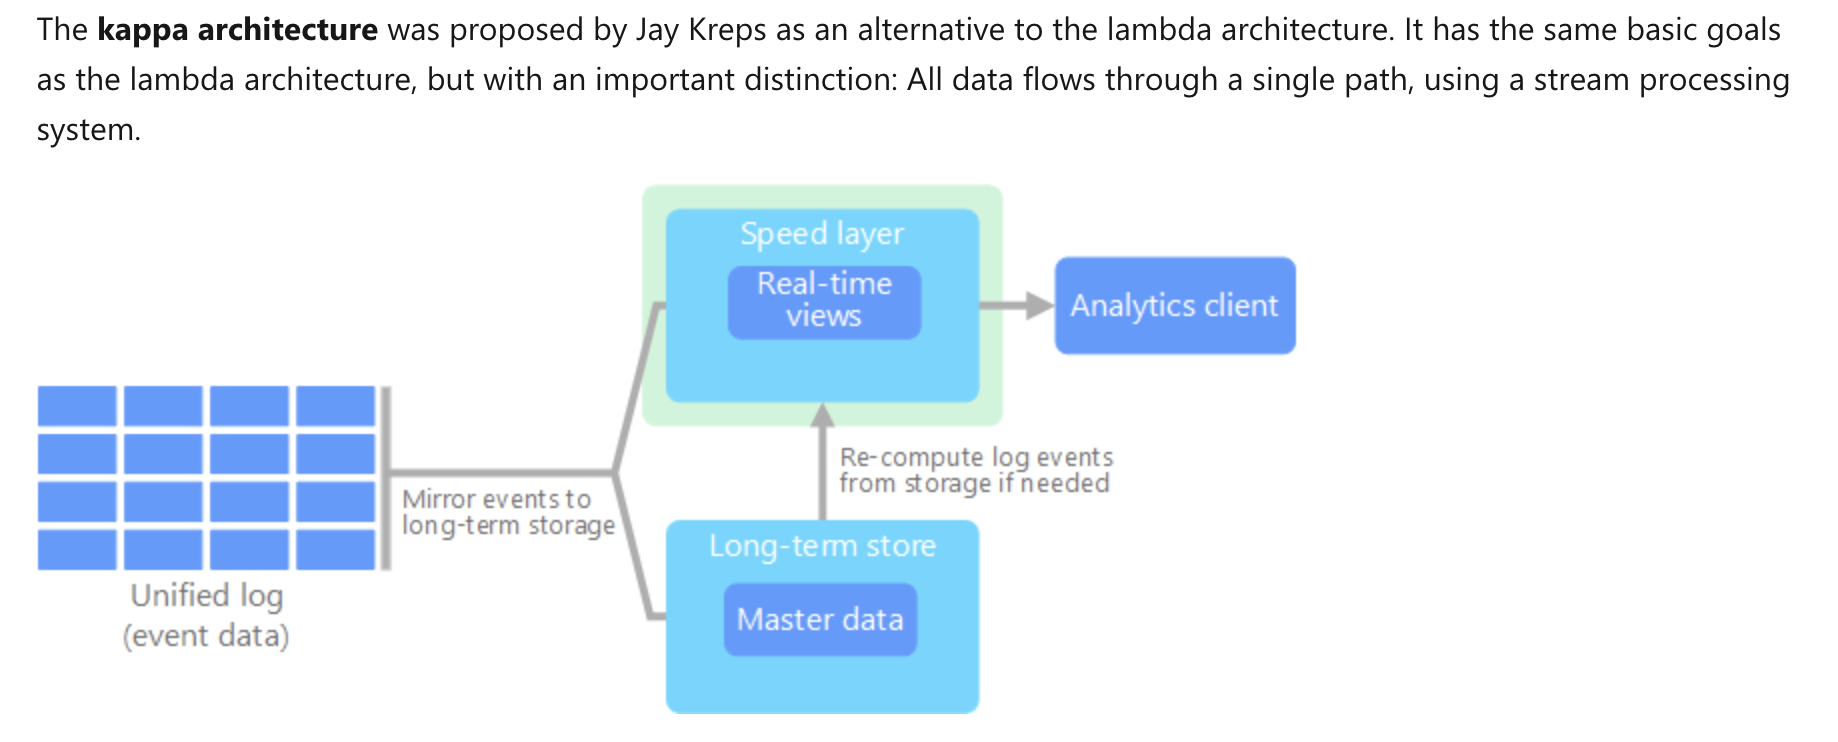 The kappa architecture was proposed by Jay Kreps as an alternative to the lambda architecture. It has the same basic goals
as the lambda architecture, but with an important distinction: All data flows through a single path, using a stream processing
system.
Speed layer
Real-time
views
Analytics client
Re-compute log events
from storage if needed
Mirror events to
long-term storage
Long-term store
Master data
Unified log
(event data)